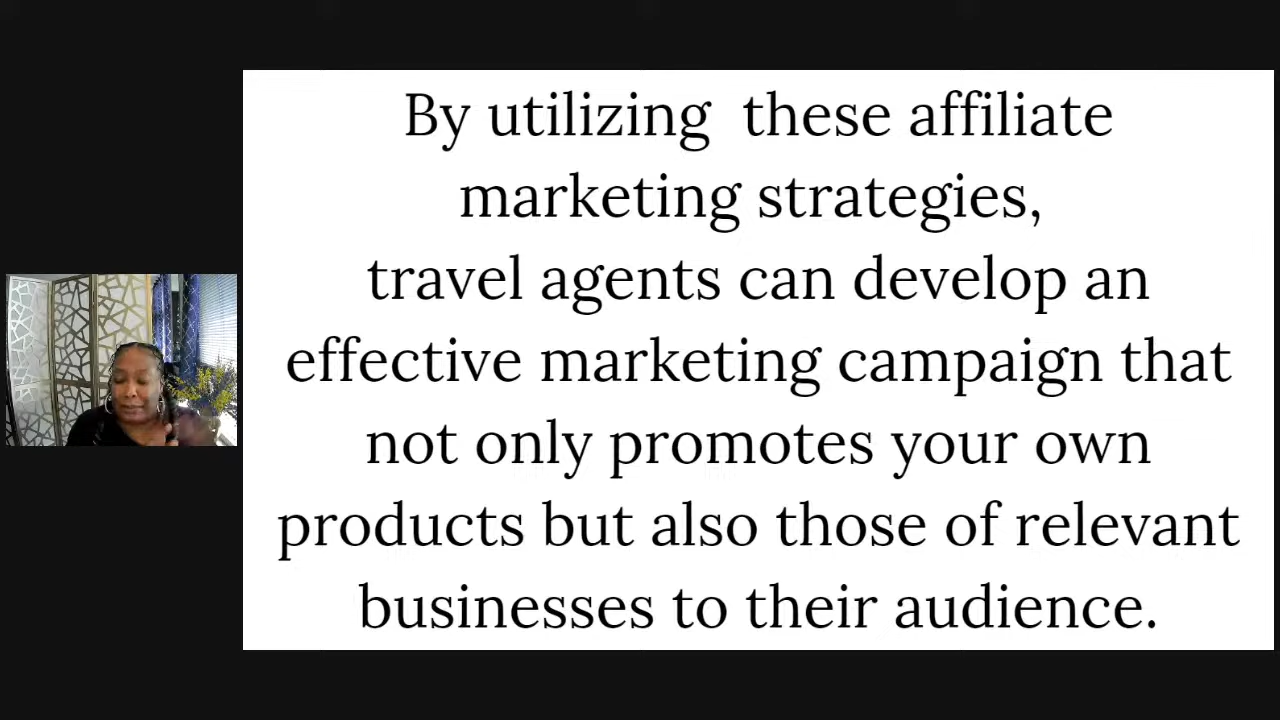 By utilizing  these affiliate
marketing strategies,
travel agents can develop an
effective marketing campaign that
not only promotes your own
products but also those of relevant
businesses to their audience.